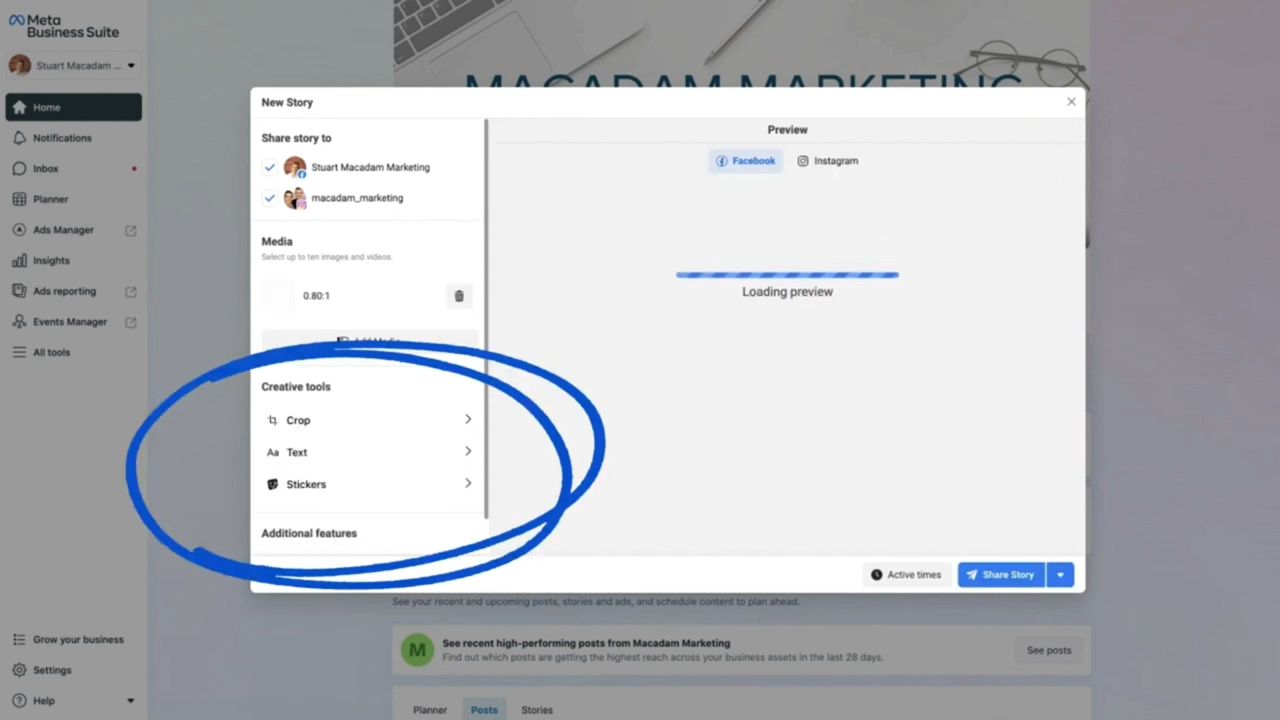 Meta
Business Suite
Stuart Macadam ...
Home
Notifications
Inbox
Planner
Ads Manager
Insights
Ads reporting
Events Manager
All tools
Grow your business
Settings
Help
MACADAM MARKETING
New Story
Share story to
Stuart Macadam Marketing
macadam_marketing
Media
Select up to ten images and videos.
0.80:1
Add Media
Creative tools
Crop
Aa Text
Stickers
Additional features
Preview
Facebook
Instagram
Loading preview
Active times
Share Story
See your recent and upcoming posts, stories and ads, and schedule content to plan ahead.
M
See recent high-performing posts from Macadam Marketing
Find out which posts are getting the highest reach across your business assets in the last 28 days.
See posts
Planner
Posts
Stories